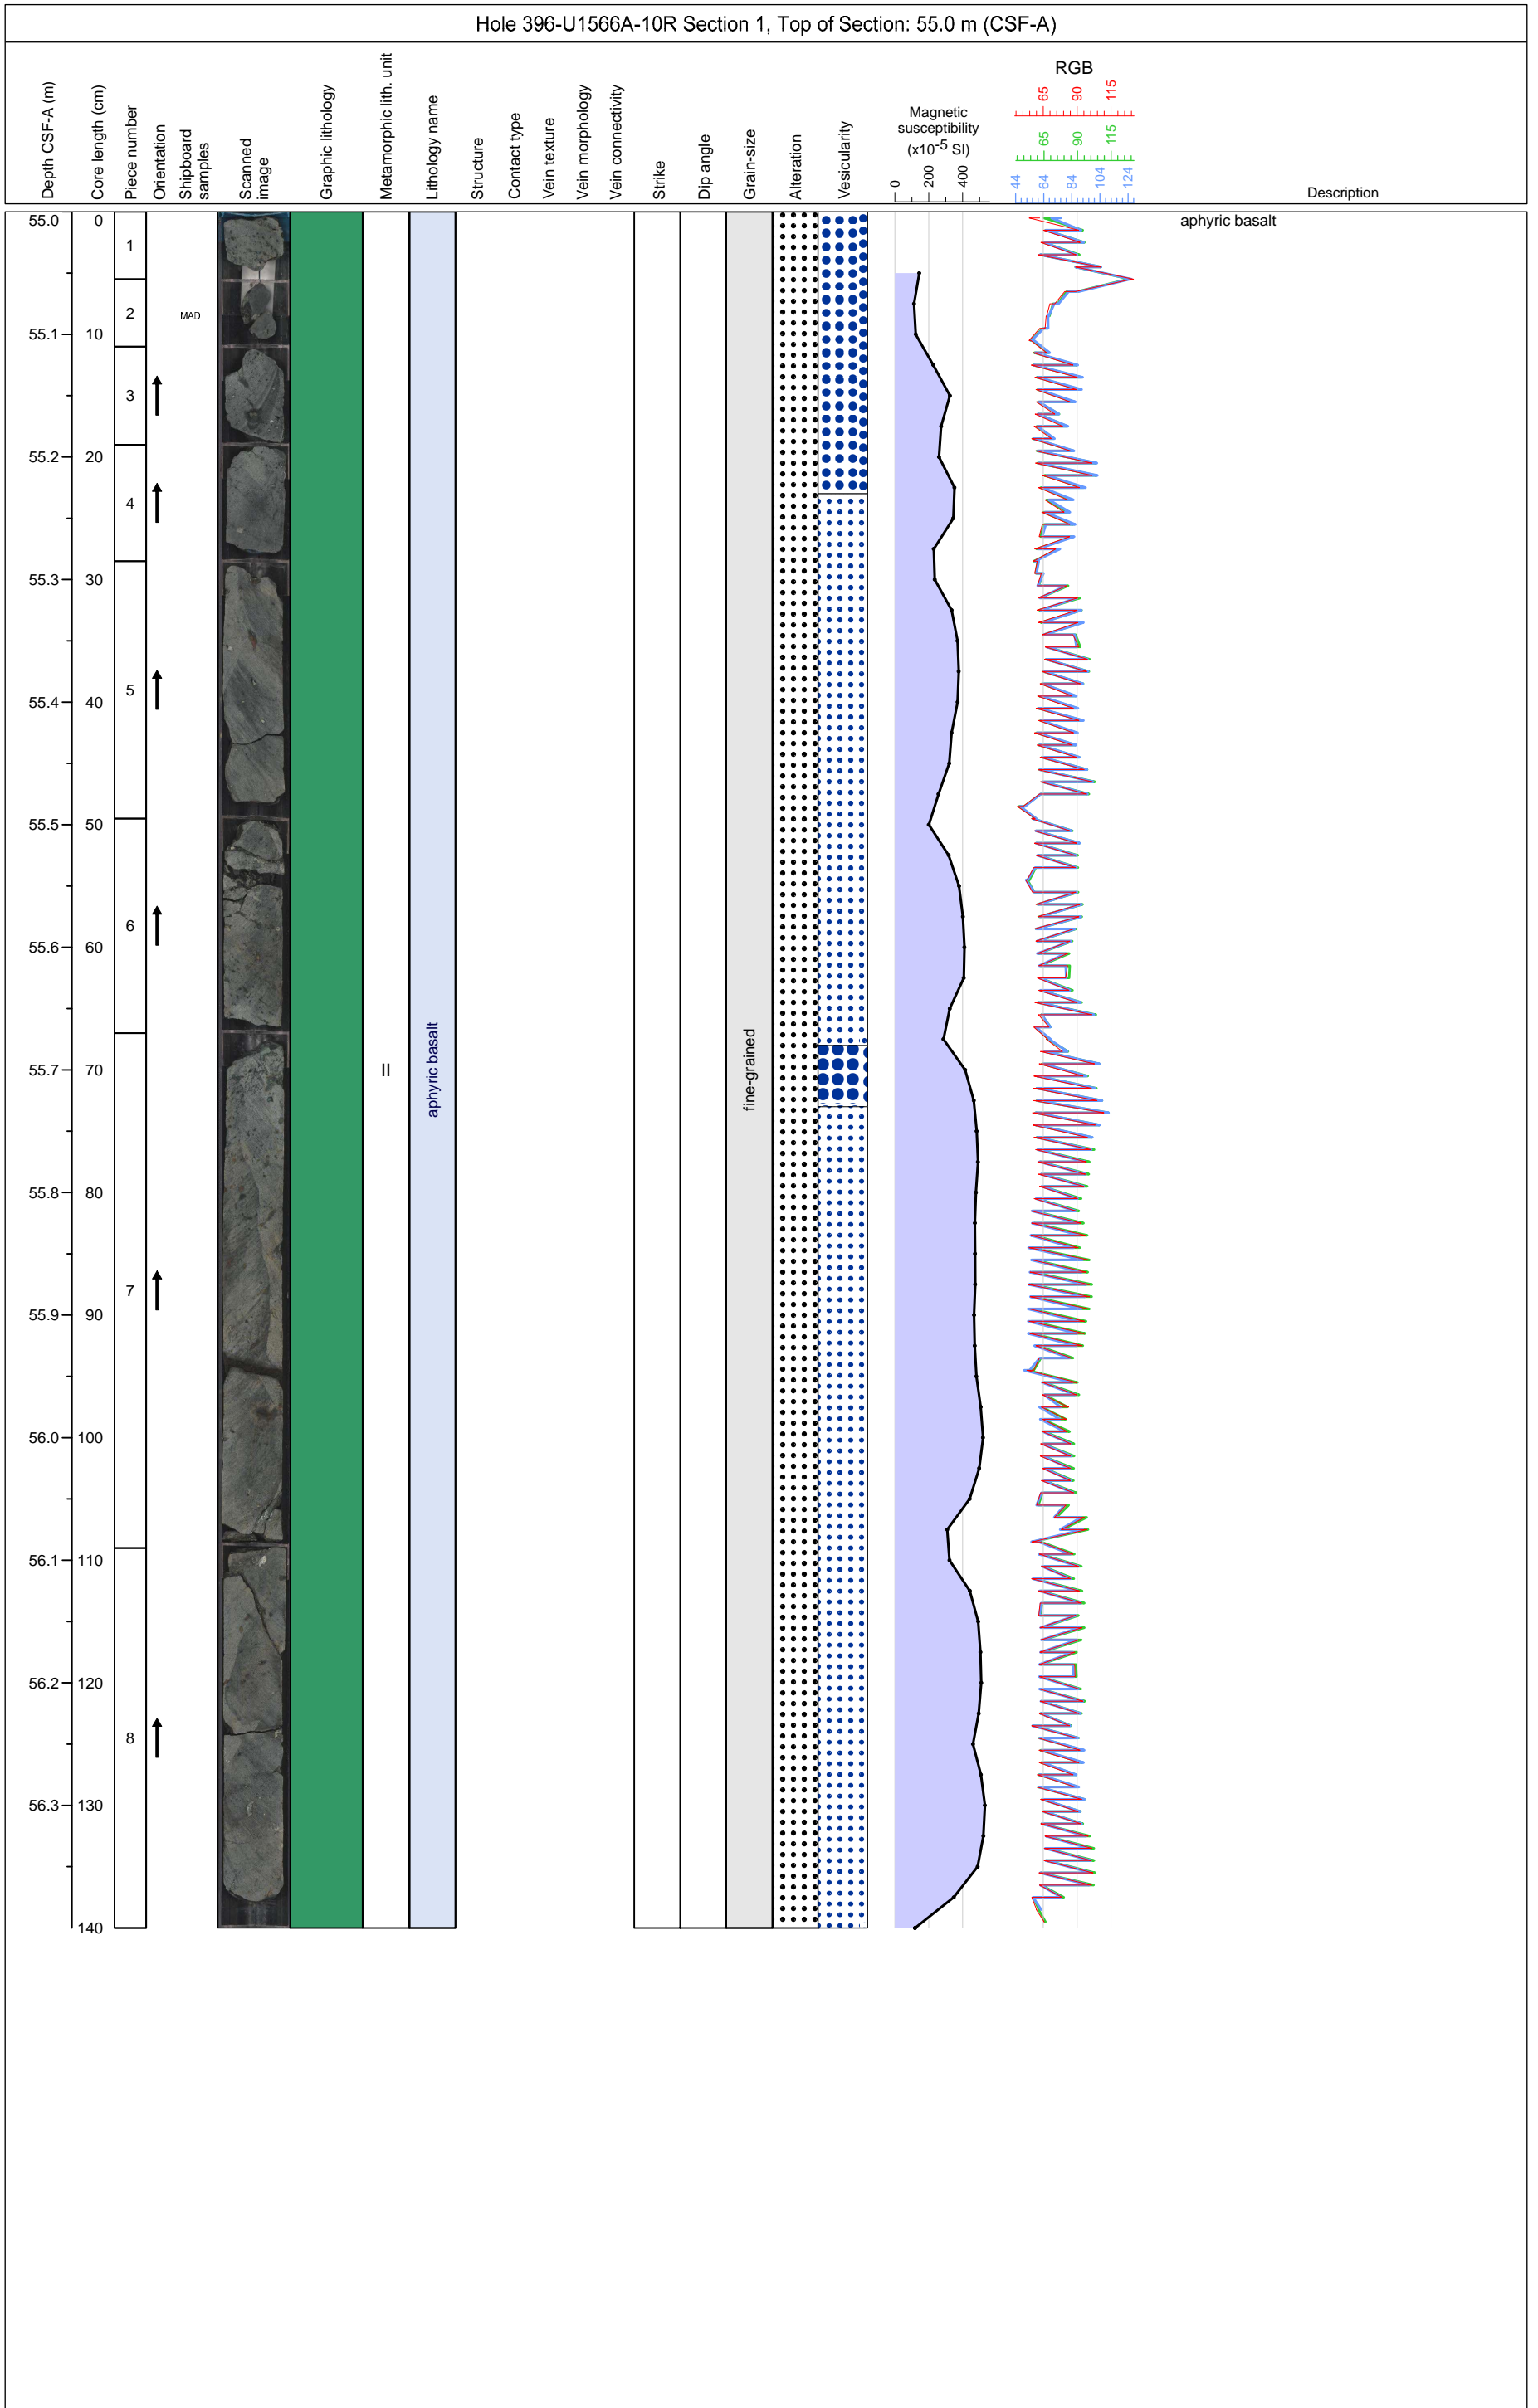 Hole 396-U1566A-10R Section 1, Top of Section: 55.0 m (CSF-A)
Depth CSF-A (m)
Core length (cm)
Piece number
Orientation
Shipboard
samples
Scanned
image
Graphic lithology
Metamorphic lith. unit
Lithology name
Structure
Contact type
Vein texture
Vein morphology
Vein connectivity
Strike
Dip angle
Grain-size
Alteration
Vesicularity
Magnetic
susceptibility
(x10-5 SI)
0 200 400
RGB
65 90 115
65 90 115
44 64 84 104 124
Description
55.0 0
1
aphyric basalt
2
MAD
55.1 10
3
55.2 20
4
55.3 30
5
55.4 40
55.5 50
6
55.6 60
55.7 70
II
aphyric basalt
fine-grained
55.8 80
7
55.9 90
56.0 100
56.1 110
56.2 120
8
56.3 130
140